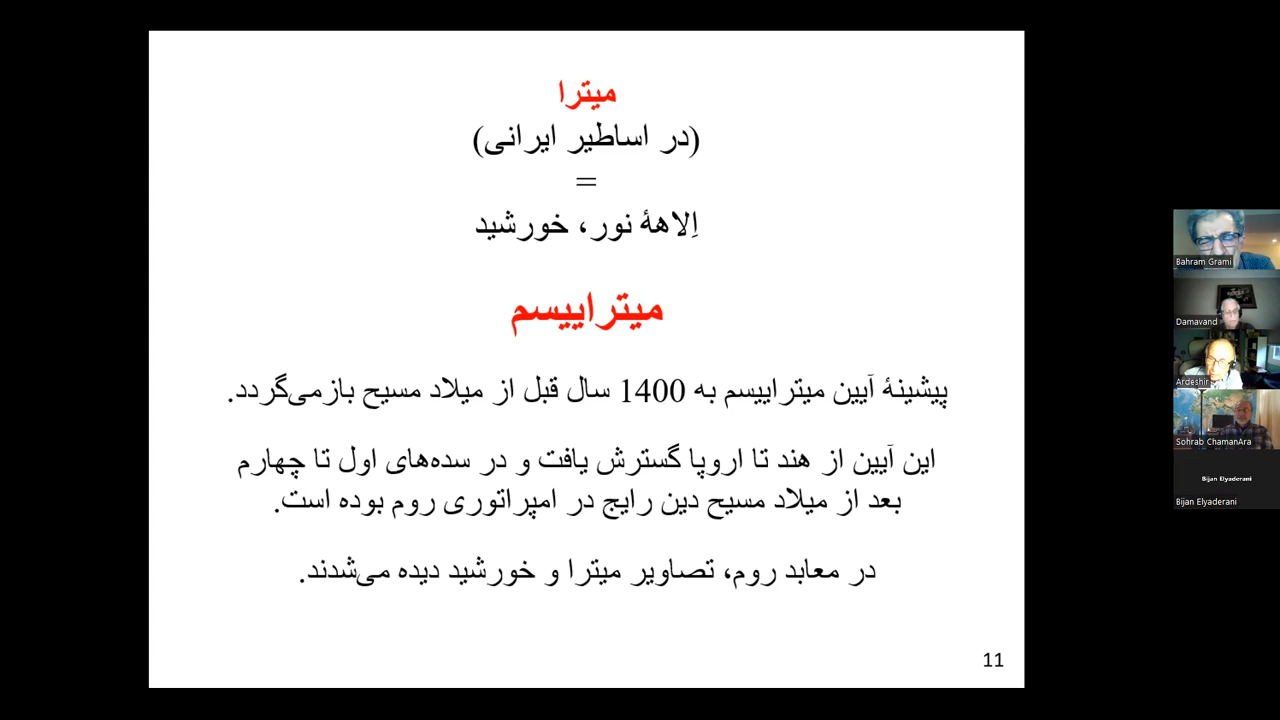 میترا
(در اساطیر ایرانی)
=
اِلاههٔ نور، خورشید
میتراییسم
پیشینهٔ آیین میتراییسم به 1400 سال قبل از میلاد مسیح بازمی‌گردد.
این آیین از هند تا اروپا گسترش یافت و در سده‌های اول تا چهارم
بعد از میلاد مسیح دین رایج در امپراتوری روم بوده است.
در معابد روم، تصاویر میترا و خورشید دیده می‌شدند.
11
Bahram Grami
Damavand
Ardeshir
Sohrab ChamanAra
Bijan Elyaderani
Bijan Elyaderani